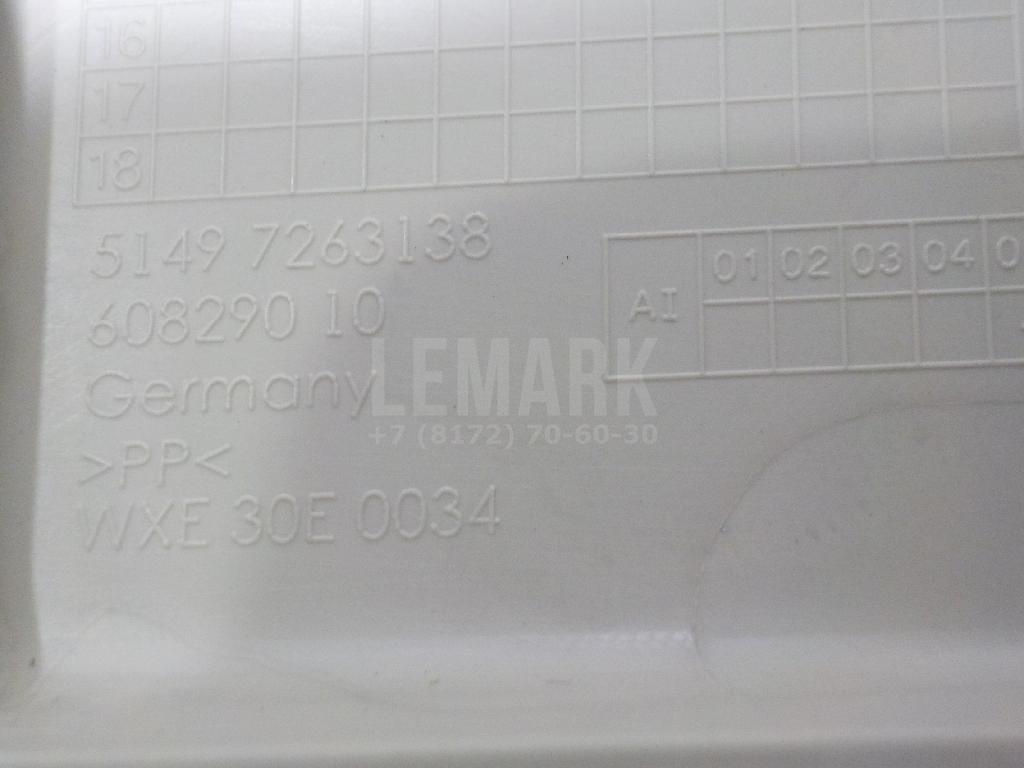 16
17
18
5149 7263138
608290 10
Germany
>PP<
WXE 30E 0034
AI 01 02 03 04
LEMARK
+7 (8172) 70-60-30